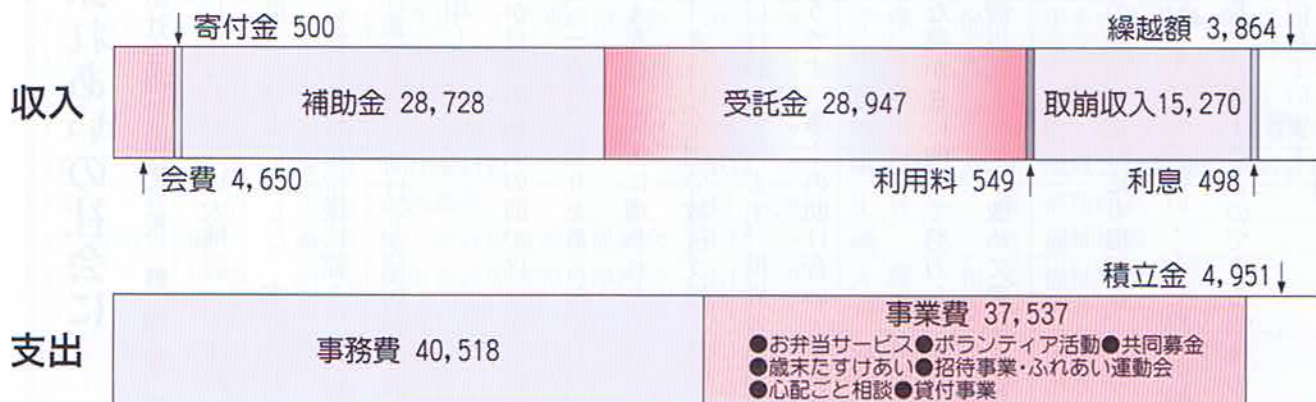 寄付金 500
繰越額 3,864
収入
補助金 28,728
受託金 28,947
取崩収入15,270
会費 4,650
利用料 549
利息 498
積立金 4,951
支出
事務費 40,518
事業費 37,537
●お弁当サービス●ボランティア活動●共同募金
●歳末たすけあい●招待事業・ふれあい運動会
●心配ごと相談●貸付事業